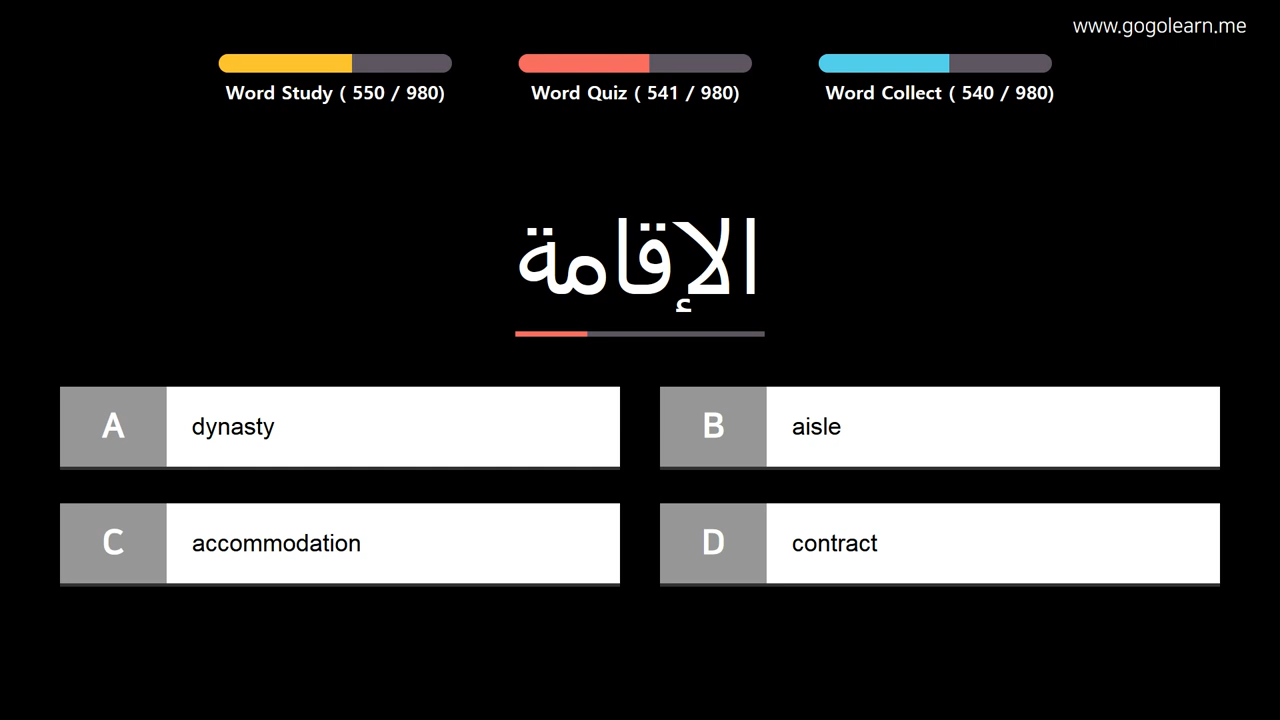 www.gogolearn.me
Word Study ( 550 / 980)
Word Quiz ( 541 / 980)
Word Collect ( 540 / 980)
الإقامة
A dynasty
B aisle
C accommodation
D contract